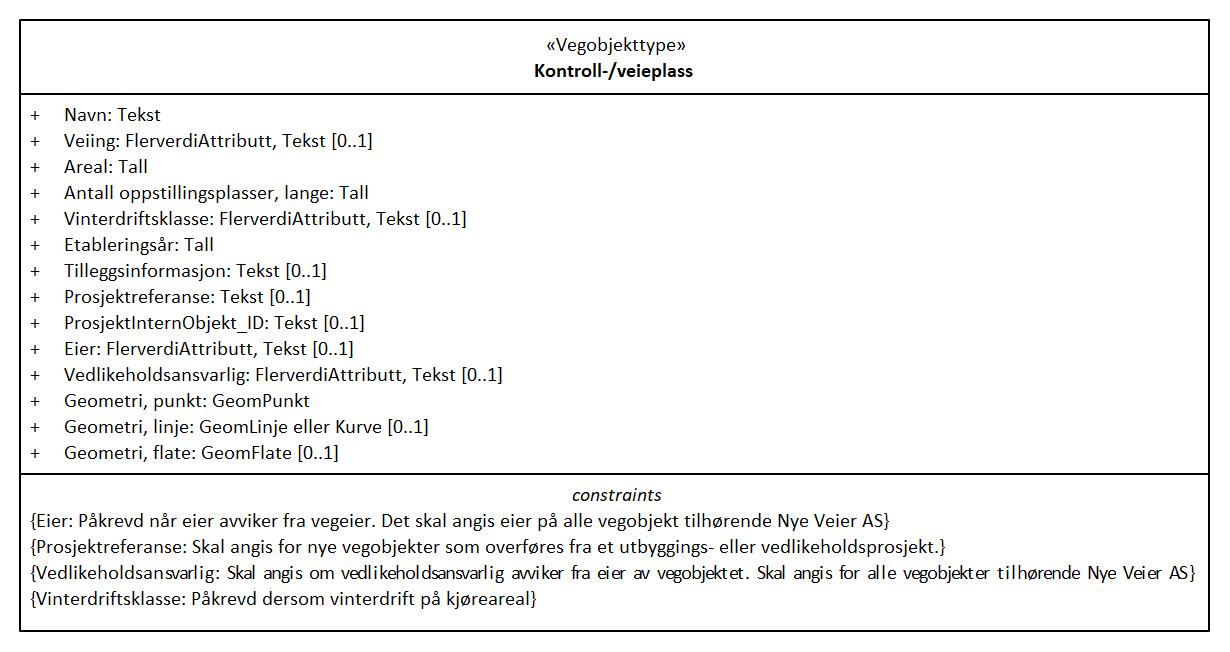 «Vegobjekttype»
Kontroll-/veieplass
+ Navn: Tekst
+ Veiing: FlerverdiAttributt, Tekst [0..1]
+ Areal: Tall
+ Antall oppstillingsplasser, lange: Tall
+ Vinterdriftsklasse: FlerverdiAttributt, Tekst [0..1]
+ Etableringsår: Tall
+ Tilleggsinformasjon: Tekst [0..1]
+ Prosjektreferanse: Tekst [0..1]
+ ProsjektInternObjekt_ID: Tekst [0..1]
+ Eier: FlerverdiAttributt, Tekst [0..1]
+ Vedlikeholdsansvarlig: FlerverdiAttributt, Tekst [0..1]
+ Geometri, punkt: GeomPunkt
+ Geometri, linje: GeomLinje eller Kurve [0..1]
+ Geometri, flate: GeomFlate [0..1]
constraints
{Eier: Påkrevd når eier avviker fra vegeier. Det skal angis eier på alle vegobjekt tilhørende Nye Veier AS}
{Prosjektreferanse: Skal angis for nye vegobjekter som overføres fra et utbyggings- eller vedlikeholdsprosjekt.}
{Vedlikeholdsansvarlig: Skal angis om vedlikeholdsansvarlig avviker fra eier av vegobjektet. Skal angis for alle vegobjekter tilhørende Nye Veier AS}
{Vinterdriftsklasse: Påkrevd dersom vinterdrift på kjøreareal}